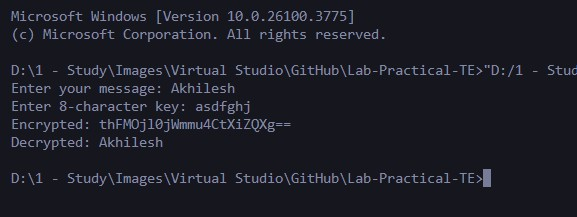 Microsoft Windows [Version 10.0.26100.3775]
(c) Microsoft Corporation. All rights reserved.
D:\1 - Study\Images\Virtual Studio\GitHub\Lab-Practical-TE>"D:/1 - Stud
Enter your message: Akhilesh
Enter 8-character key: asdfghj
Encrypted: thFMOjl0jWmmu4CtXiZQXg==
Decrypted: Akhilesh
D:\1 - Study\Images\Virtual Studio\GitHub\Lab-Practical-TE>